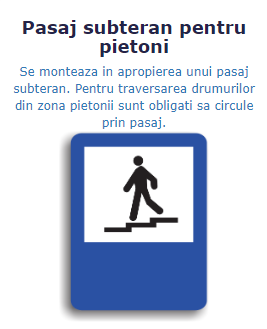 Pasaj subteran pentru
pietoni
Se monteaza in apropierea unui pasaj
subteran. Pentru traversarea drumurilor
din zona pietonii sunt obligati sa circule
prin pasaj.